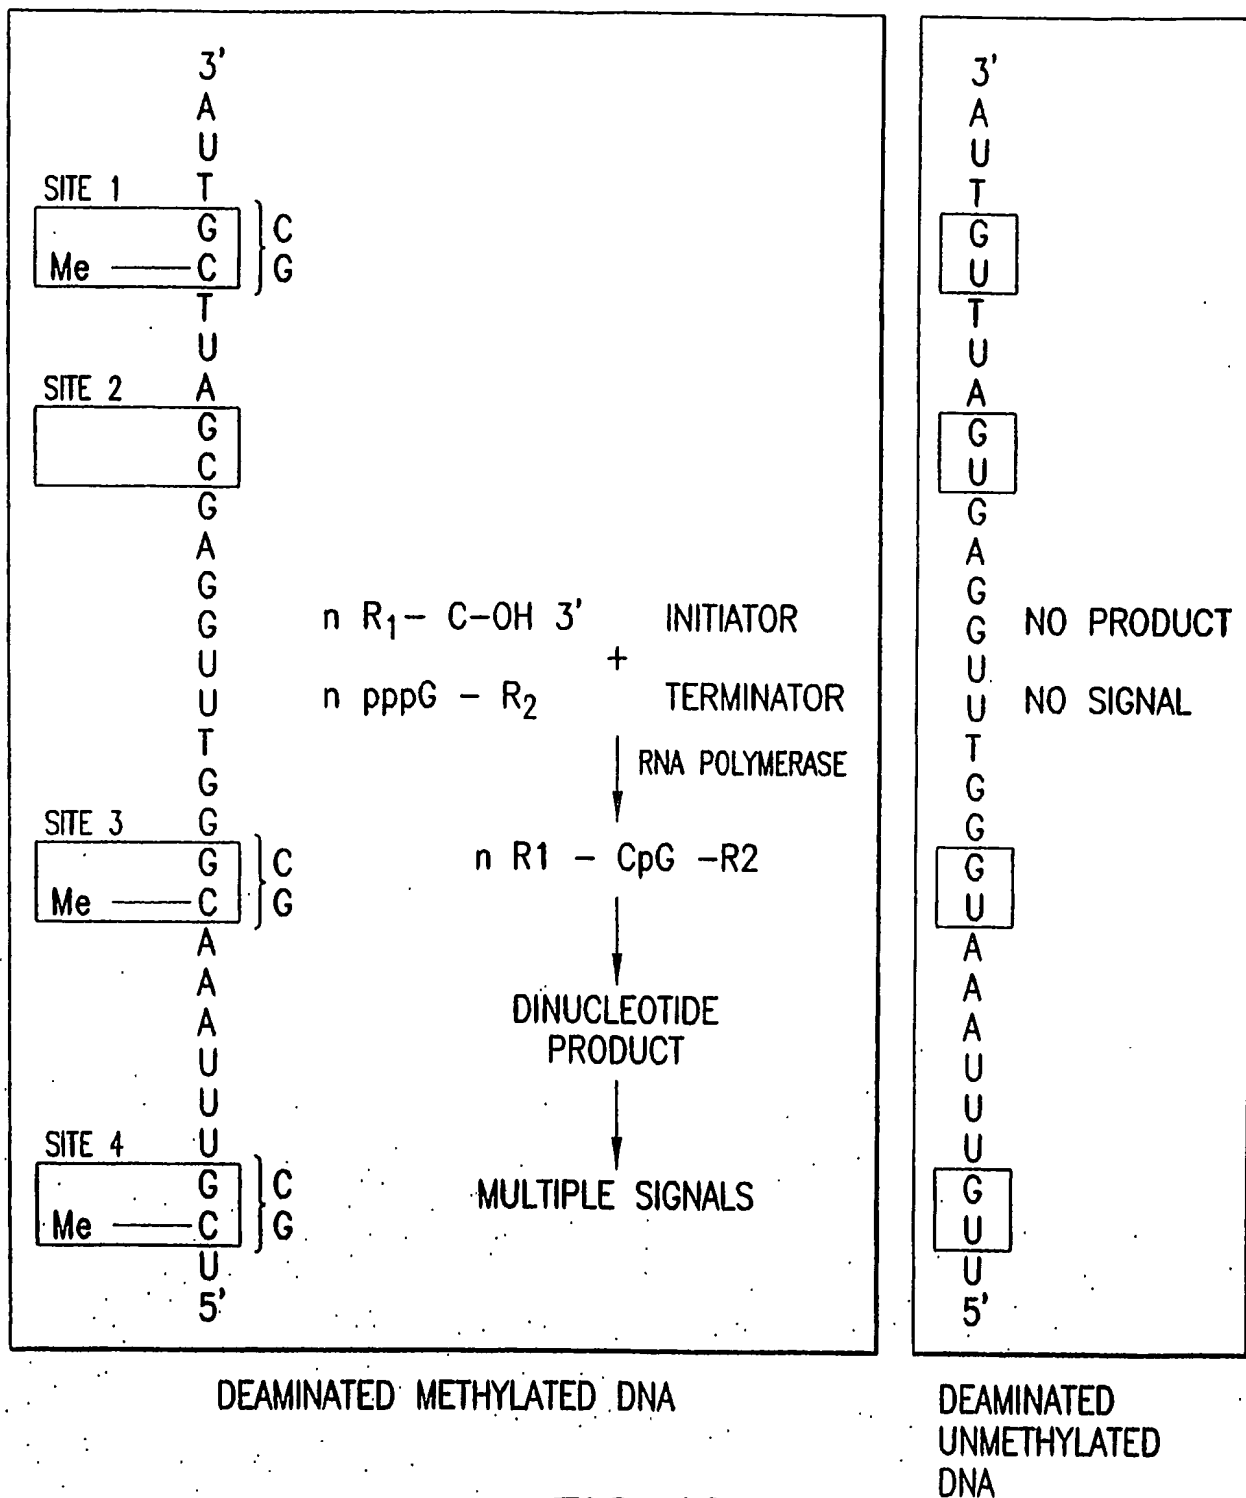 3'
A
U
SITE 1 T
G C
Me C G
T
U
SITE 2 A
G
C
G
A
G
G
U
U
T
G
SITE 3 G
G C
Me C G
A
A
A
U
U
SITE 4 U
G C
Me C G
U
5'
n R1 – C–OH 3' INITIATOR
+
n pppG – R2 TERMINATOR
RNA POLYMERASE
n R1 – CpG –R2
DINUCLEOTIDE
PRODUCT
MULTIPLE SIGNALS
DEAMINATED METHYLATED DNA
3'
A
U
T
G
U
T
U
A
G
U
G
A
G
G NO PRODUCT
U
U NO SIGNAL
T
G
G
G
U
A
A
A
U
U
U
G
U
U
5'
DEAMINATED
UNMETHYLATED
DNA